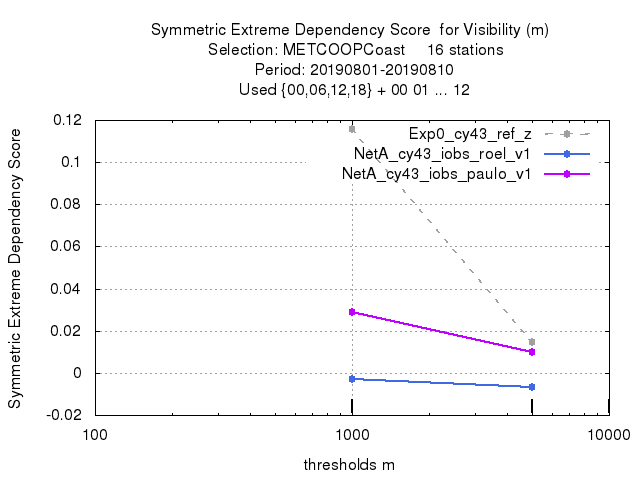 Symmetric Extreme Dependency Score  for Visibility (m)
Selection: METCOOPCoast     16 stations
Period: 20190801-20190810
Used {00,06,12,18} + 00 01 ... 12
Symmetric Extreme Dependency Score
0.12
0.1
0.08
0.06
0.04
0.02
0
-0.02
Exp0_cy43_ref_z
NetA_cy43_iobs_roel_v1
NetA_cy43_iobs_paulo_v1
100 1000 10000
thresholds m